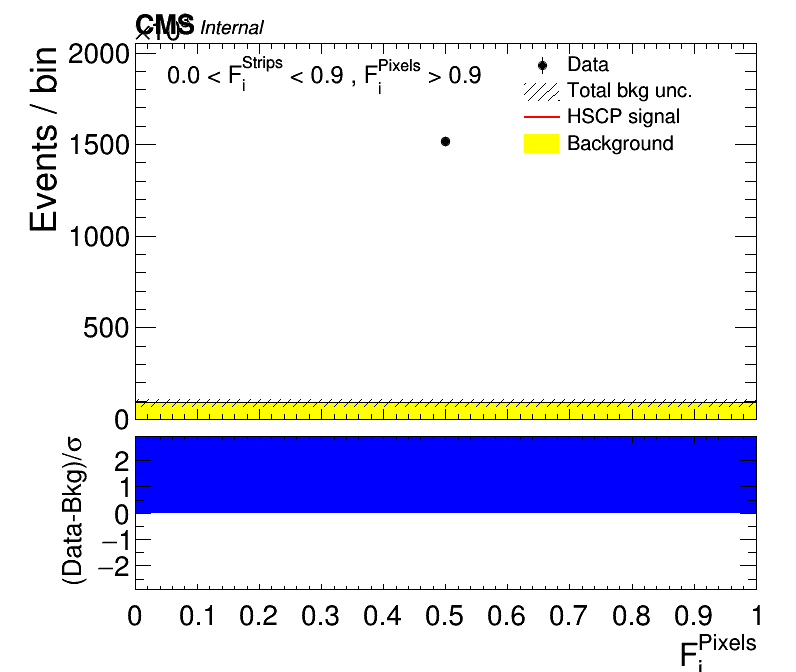 CMS Internal
×10³
Events / bin
2000
1500
1000
500
0
0.0 < F_i^Strips < 0.9 , F_i^Pixels > 0.9
Data
Total bkg unc.
HSCP signal
Background
(Data-Bkg)/σ
2
1
0
−1
−2
0 0.1 0.2 0.3 0.4 0.5 0.6 0.7 0.8 0.9 1
F_i^Pixels